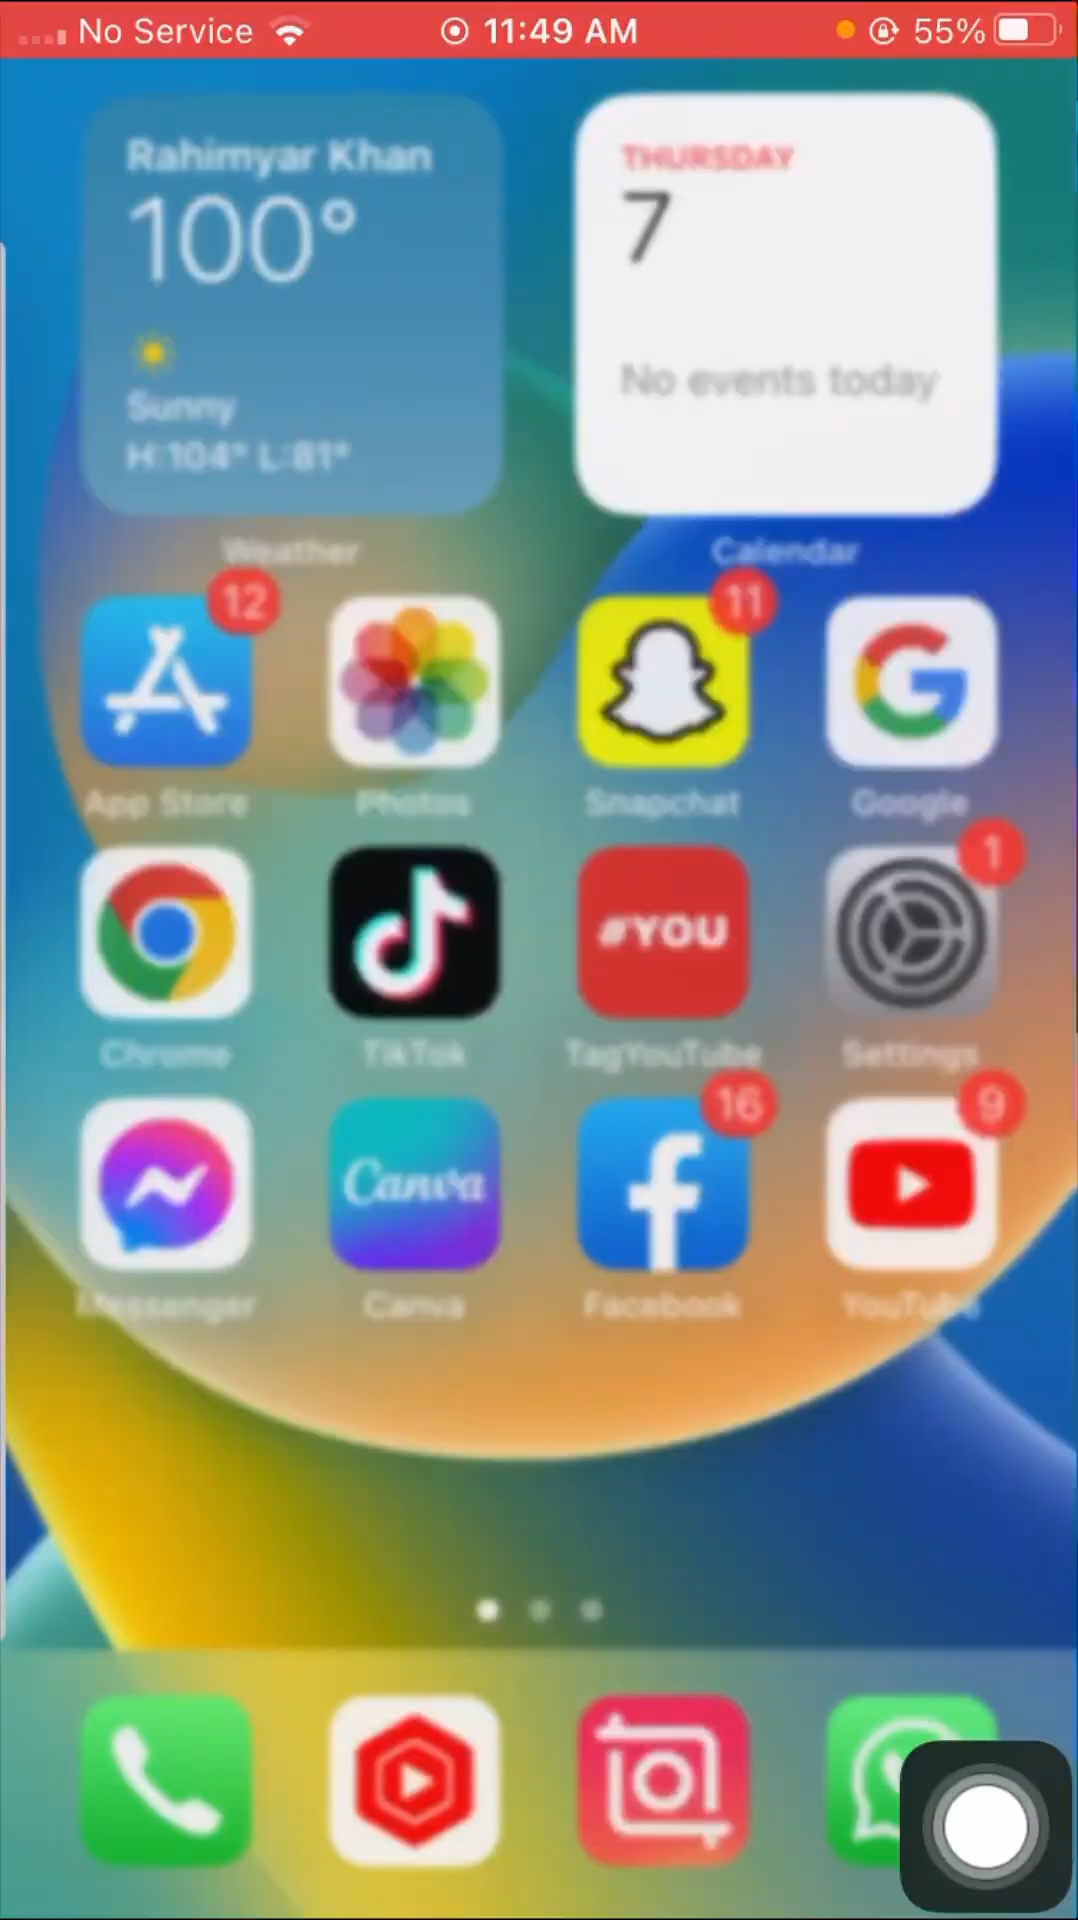 No Service 11:49 AM 55%
Rahimyar Khan
100°
Sunny
H:104° L:81°
THURSDAY
7
No events today
Weather Calendar
12 11
App Store Photos Snapchat Google
1
#YOU
Chrome TikTok TagYouTube Settings
16 9
Canva
Messenger Canva Facebook YouTube